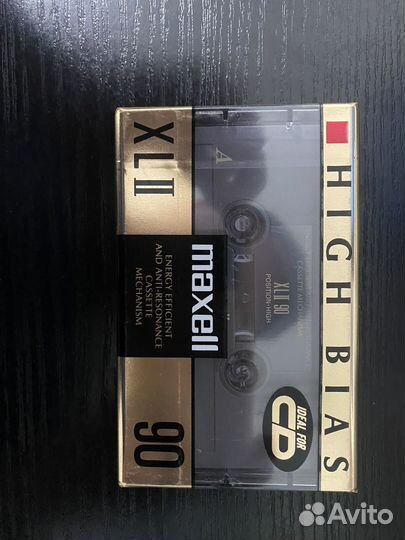 HIGH BIAS
A
XL II 90
POSITION•HIGH
IDEAL FOR
CD
maxell
ENERGY EFFICIENT
AND ANTI-RESONANCE
CASSETTE
MECHANISM
XL II
90
Avito